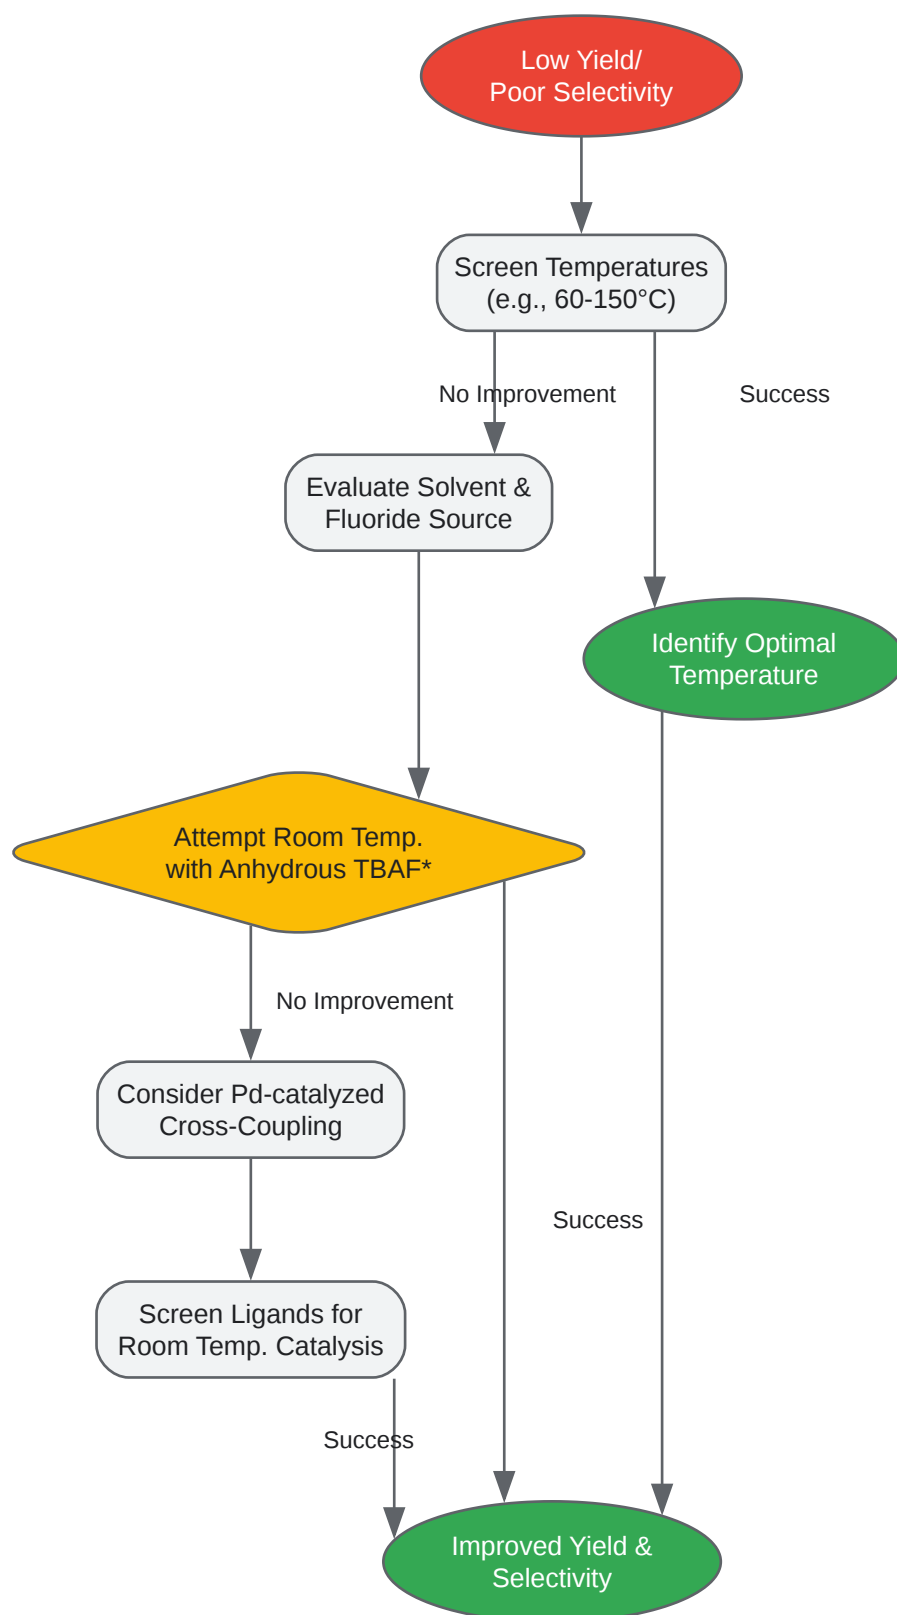 Low Yield/
Poor Selectivity
Screen Temperatures
(e.g., 60-150°C)
No Improvement
Success
Evaluate Solvent &
Fluoride Source
Identify Optimal
Temperature
Attempt Room Temp.
with Anhydrous TBAF*
No Improvement
Consider Pd-catalyzed
Cross-Coupling
Success
Screen Ligands for
Room Temp. Catalysis
Success
Improved Yield &
Selectivity